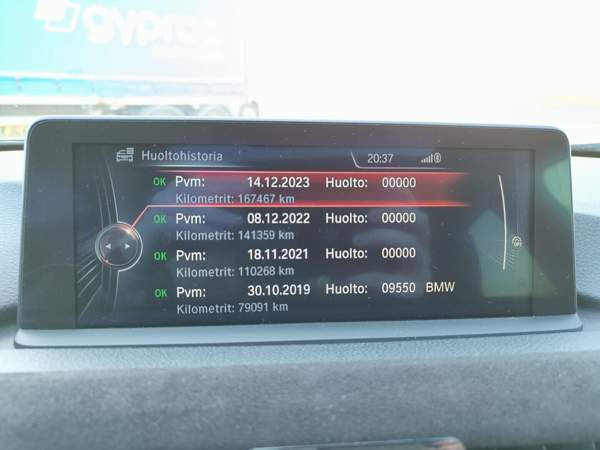 gyproc
Huoltohistoria 20:37
OK Pvm: 14.12.2023 Huolto: 00000
Kilometrit: 167467 km
OK Pvm: 08.12.2022 Huolto: 00000
Kilometrit: 141359 km
OK Pvm: 18.11.2021 Huolto: 00000
Kilometrit: 110268 km
OK Pvm: 30.10.2019 Huolto: 09550 BMW
Kilometrit: 79091 km